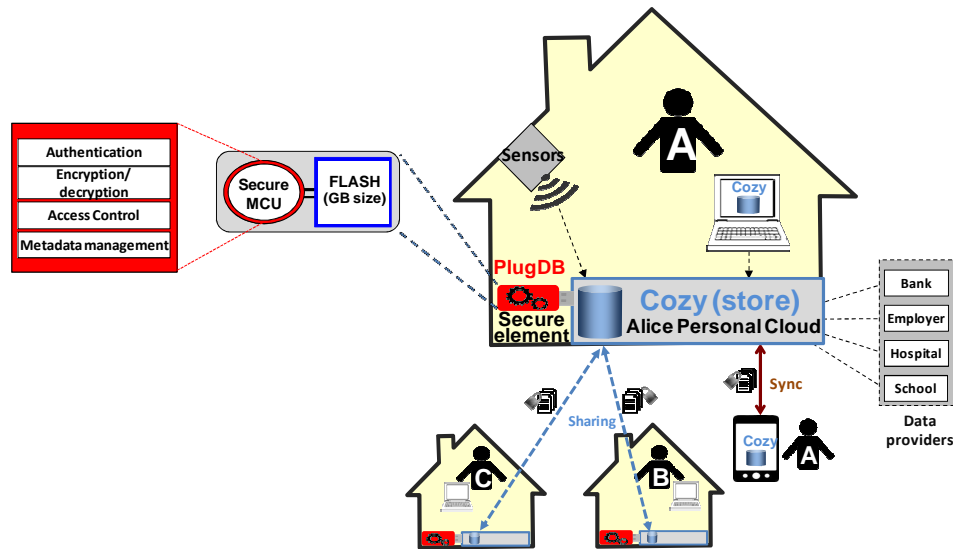 Authentication
Encryption/
decryption
Access Control
Metadata management
Secure
MCU
FLASH
(GB size)
Sensors
A
Cozy
PlugDB
Secure
element
Cozy (store)
Alice Personal Cloud
Bank
Employer
Hospital
School
Data
providers
Sharing
Sync
Cozy
A
C
B